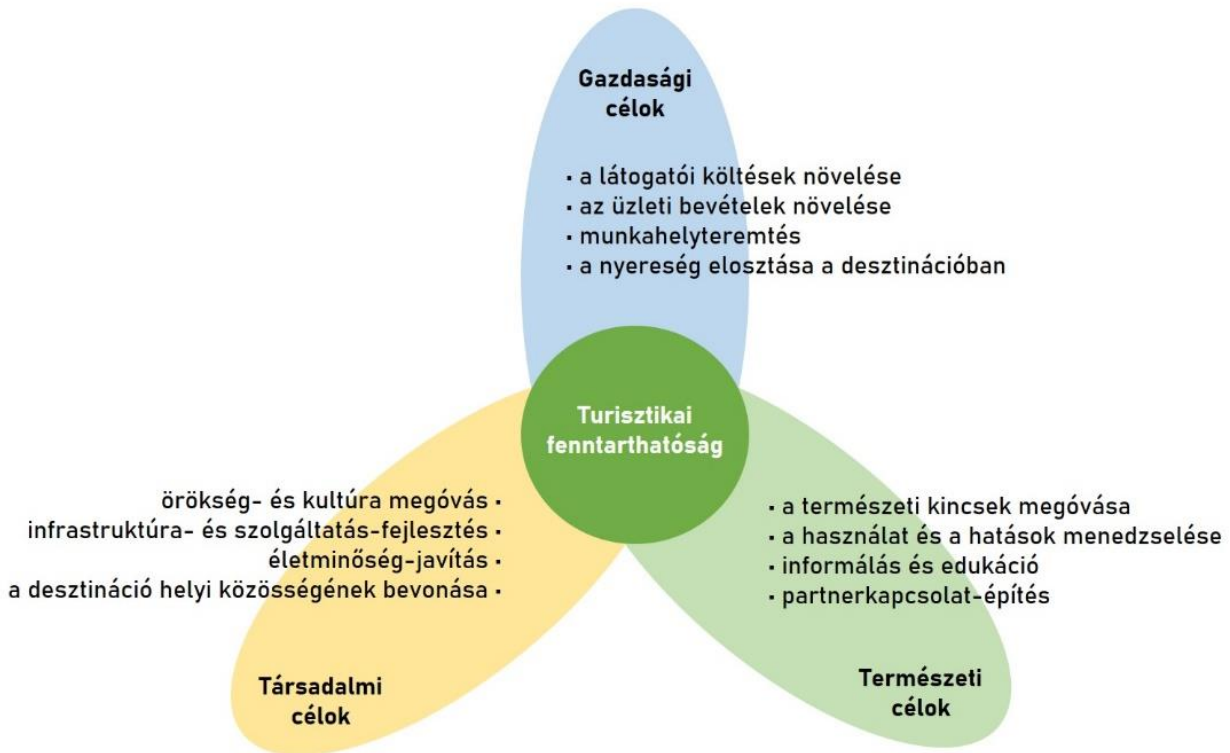 Gazdasági
célok
• a látogatói költések növelése
• az üzleti bevételek növelése
• munkahelyteremtés
• a nyereség elosztása a desztinációban
Turisztikai
fenntarthatóság
örökség- és kultúra megóvás •
infrastruktúra- és szolgáltatás-fejlesztés •
életminőség-javítás •
a desztináció helyi közösségének bevonása •
Társadalmi
célok
• a természeti kincsek megóvása
• a használat és a hatások menedzselése
• informálás és edukáció
• partnerkapcsolat-építés
Természeti
célok